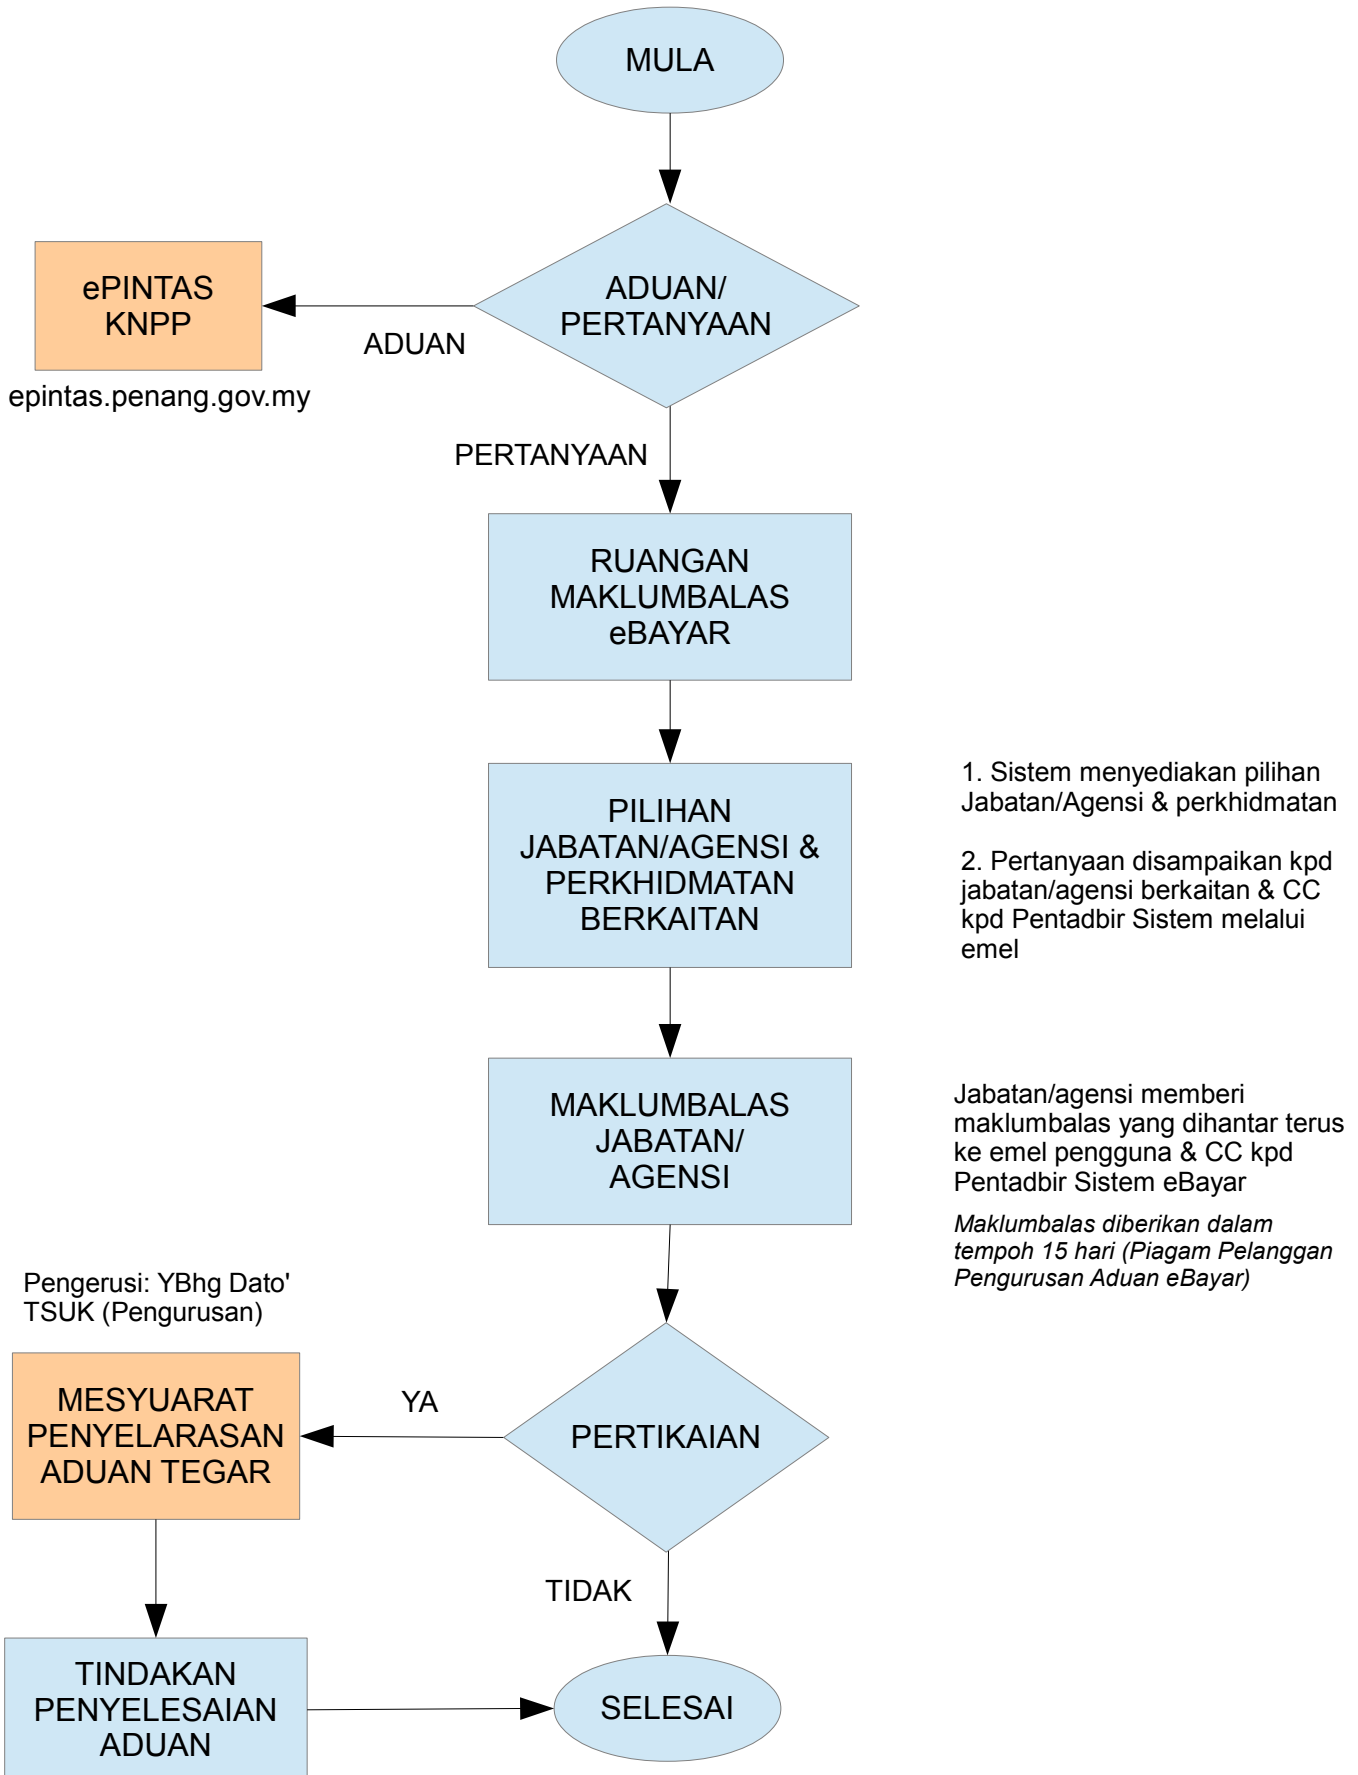 MULA
ADUAN/
PERTANYAAN
ePINTAS
KNPP
ADUAN
epintas.penang.gov.my
PERTANYAAN
RUANGAN
MAKLUMBALAS
eBAYAR
PILIHAN
JABATAN/AGENSI &
PERKHIDMATAN
BERKAITAN
1. Sistem menyediakan pilihan
Jabatan/Agensi & perkhidmatan
2. Pertanyaan disampaikan kpd
jabatan/agensi berkaitan & CC
kpd Pentadbir Sistem melalui
emel
MAKLUMBALAS
JABATAN/
AGENSI
Jabatan/agensi memberi
maklumbalas yang dihantar terus
ke emel pengguna & CC kpd
Pentadbir Sistem eBayar
Maklumbalas diberikan dalam
tempoh 15 hari (Piagam Pelanggan
Pengurusan Aduan eBayar)
Pengerusi: YBhg Dato'
TSUK (Pengurusan)
MESYUARAT
PENYELARASAN
ADUAN TEGAR
YA
PERTIKAIAN
TIDAK
TINDAKAN
PENYELESAIAN
ADUAN
SELESAI